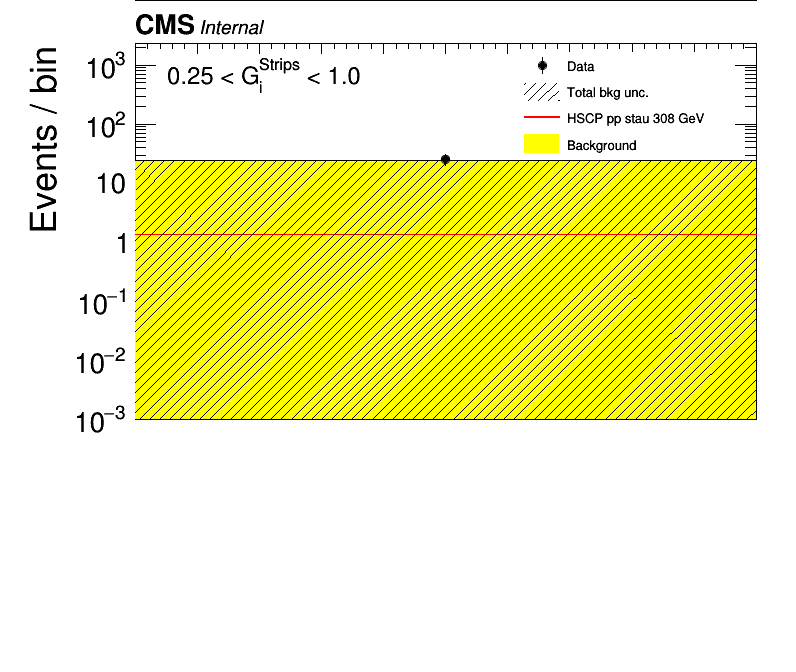 CMS Internal
Events / bin
10³
10²
10
1
10⁻¹
10⁻²
10⁻³
0.25 < G_i^Strips < 1.0
Data
Total bkg unc.
HSCP pp stau 308 GeV
Background